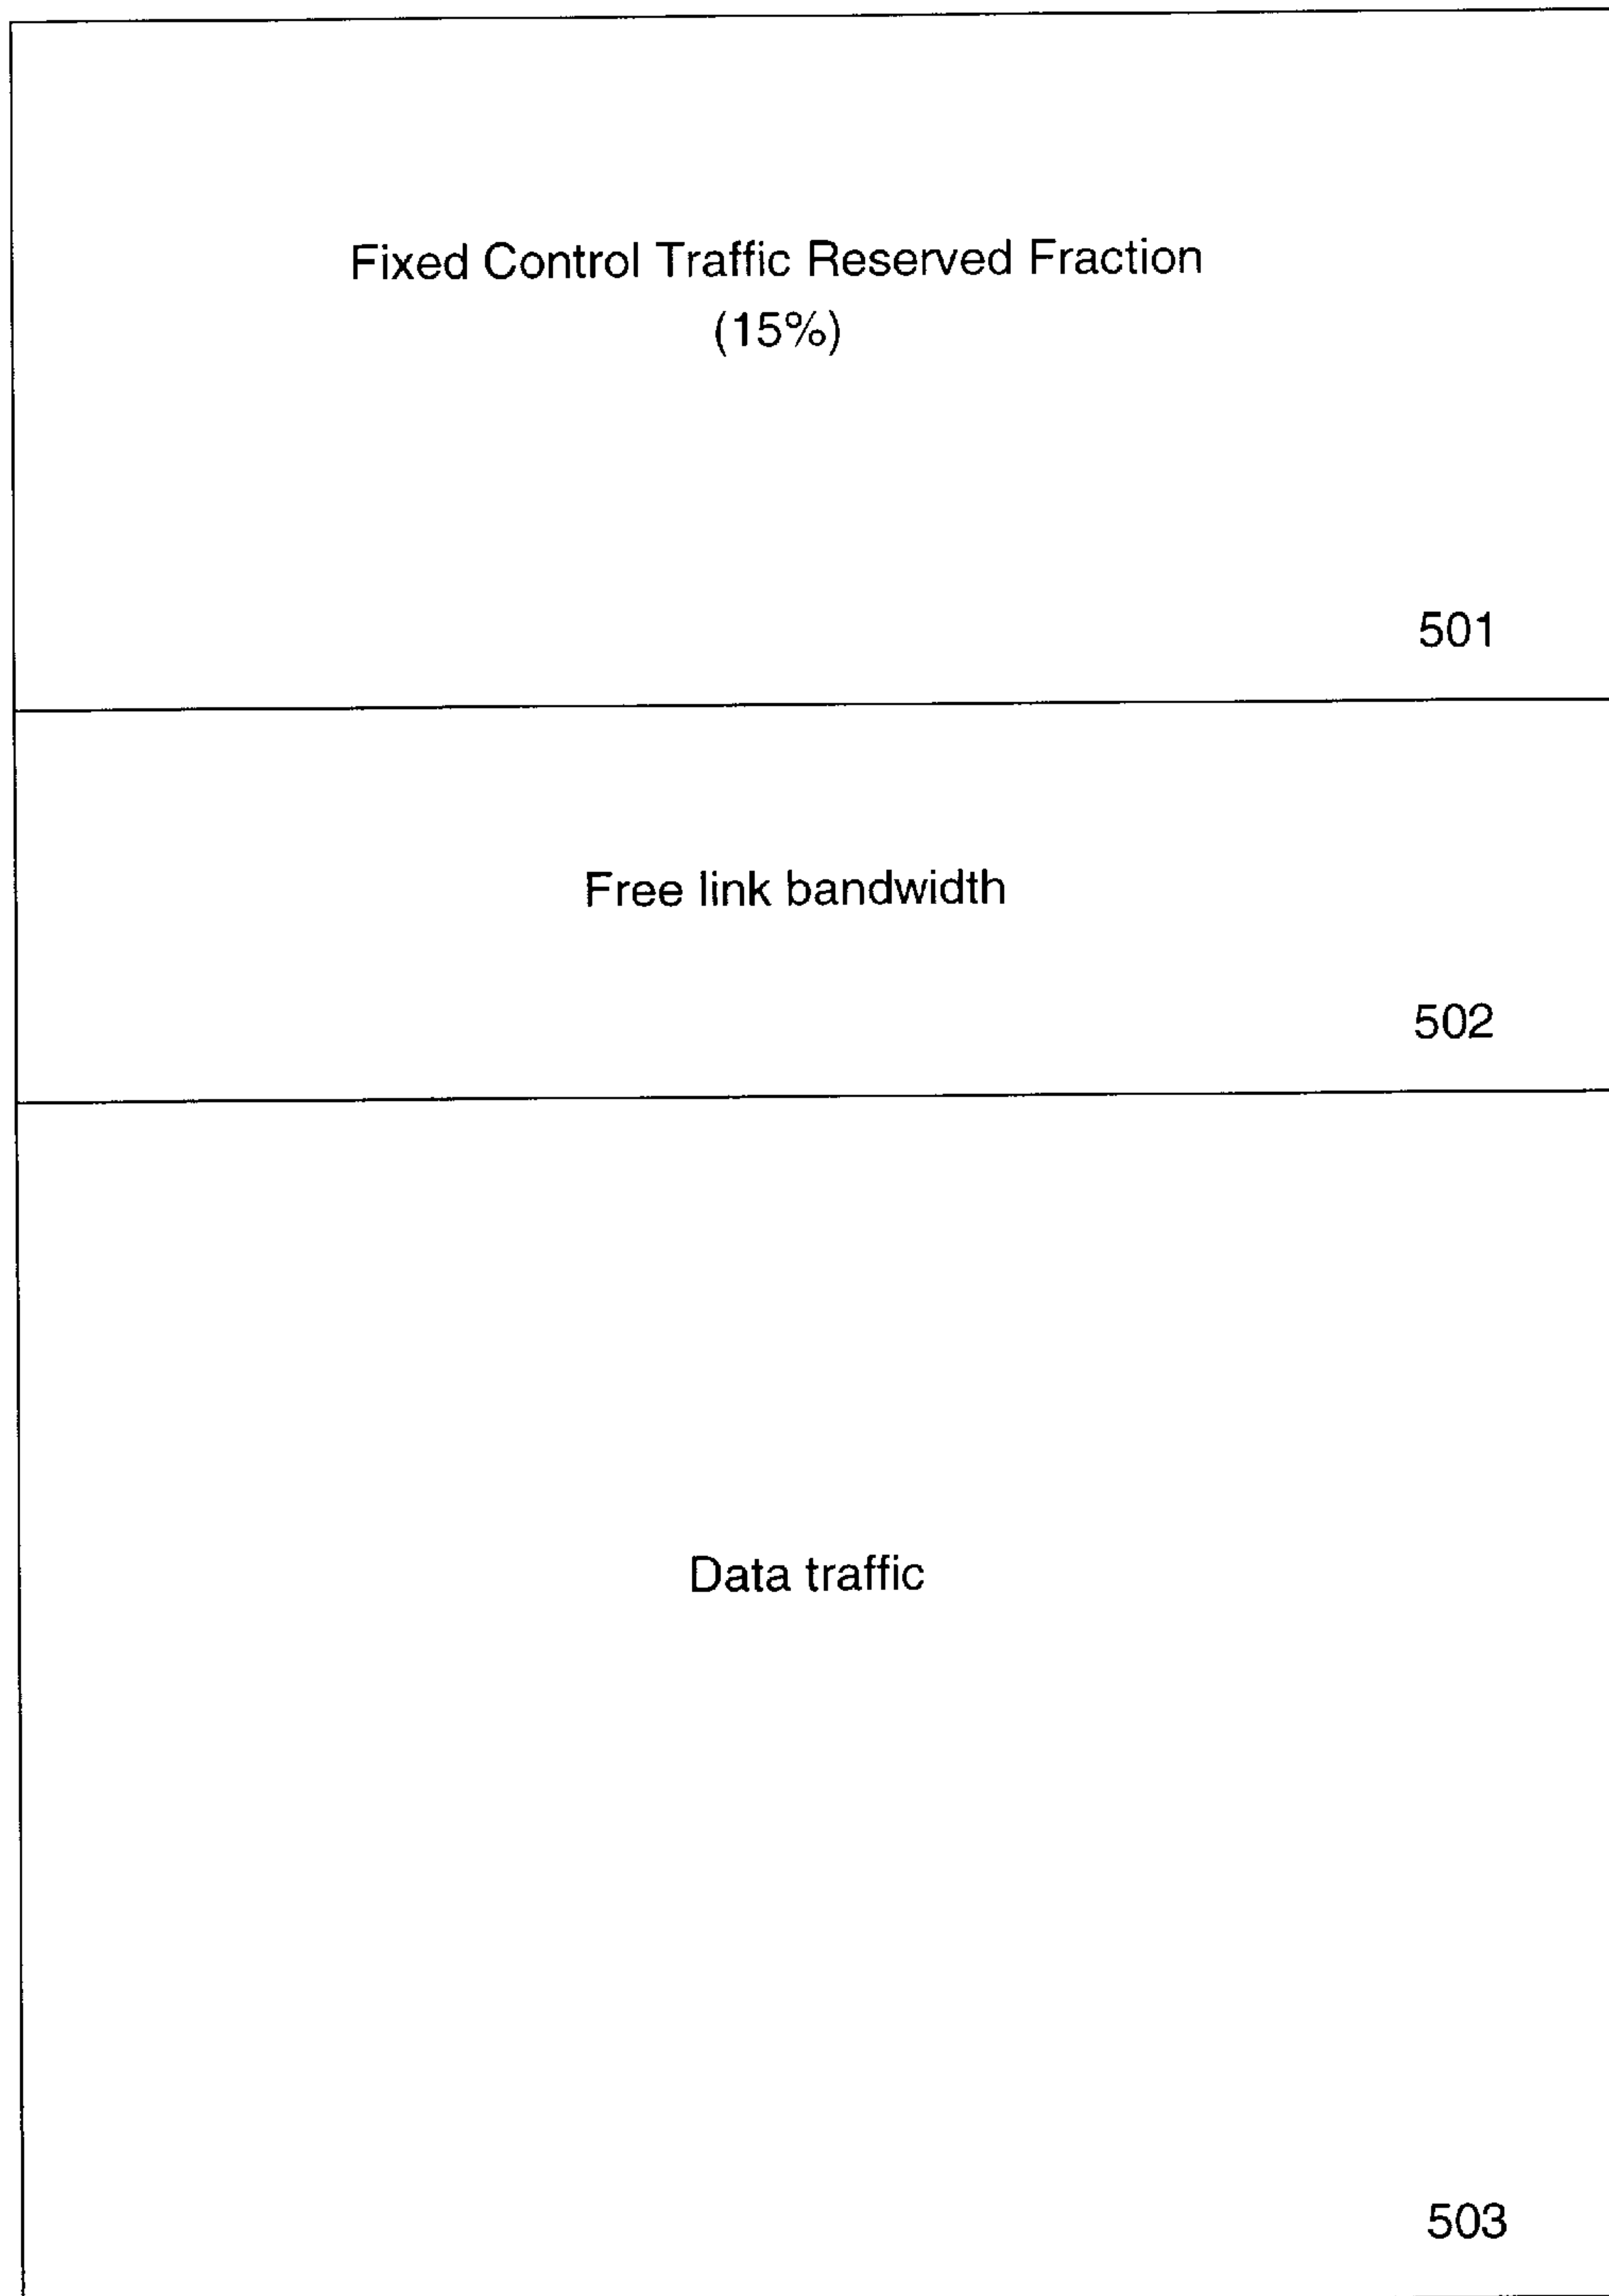 Fixed Control Traffic Reserved Fraction
(15%)
501
Free link bandwidth
502
Data traffic
503